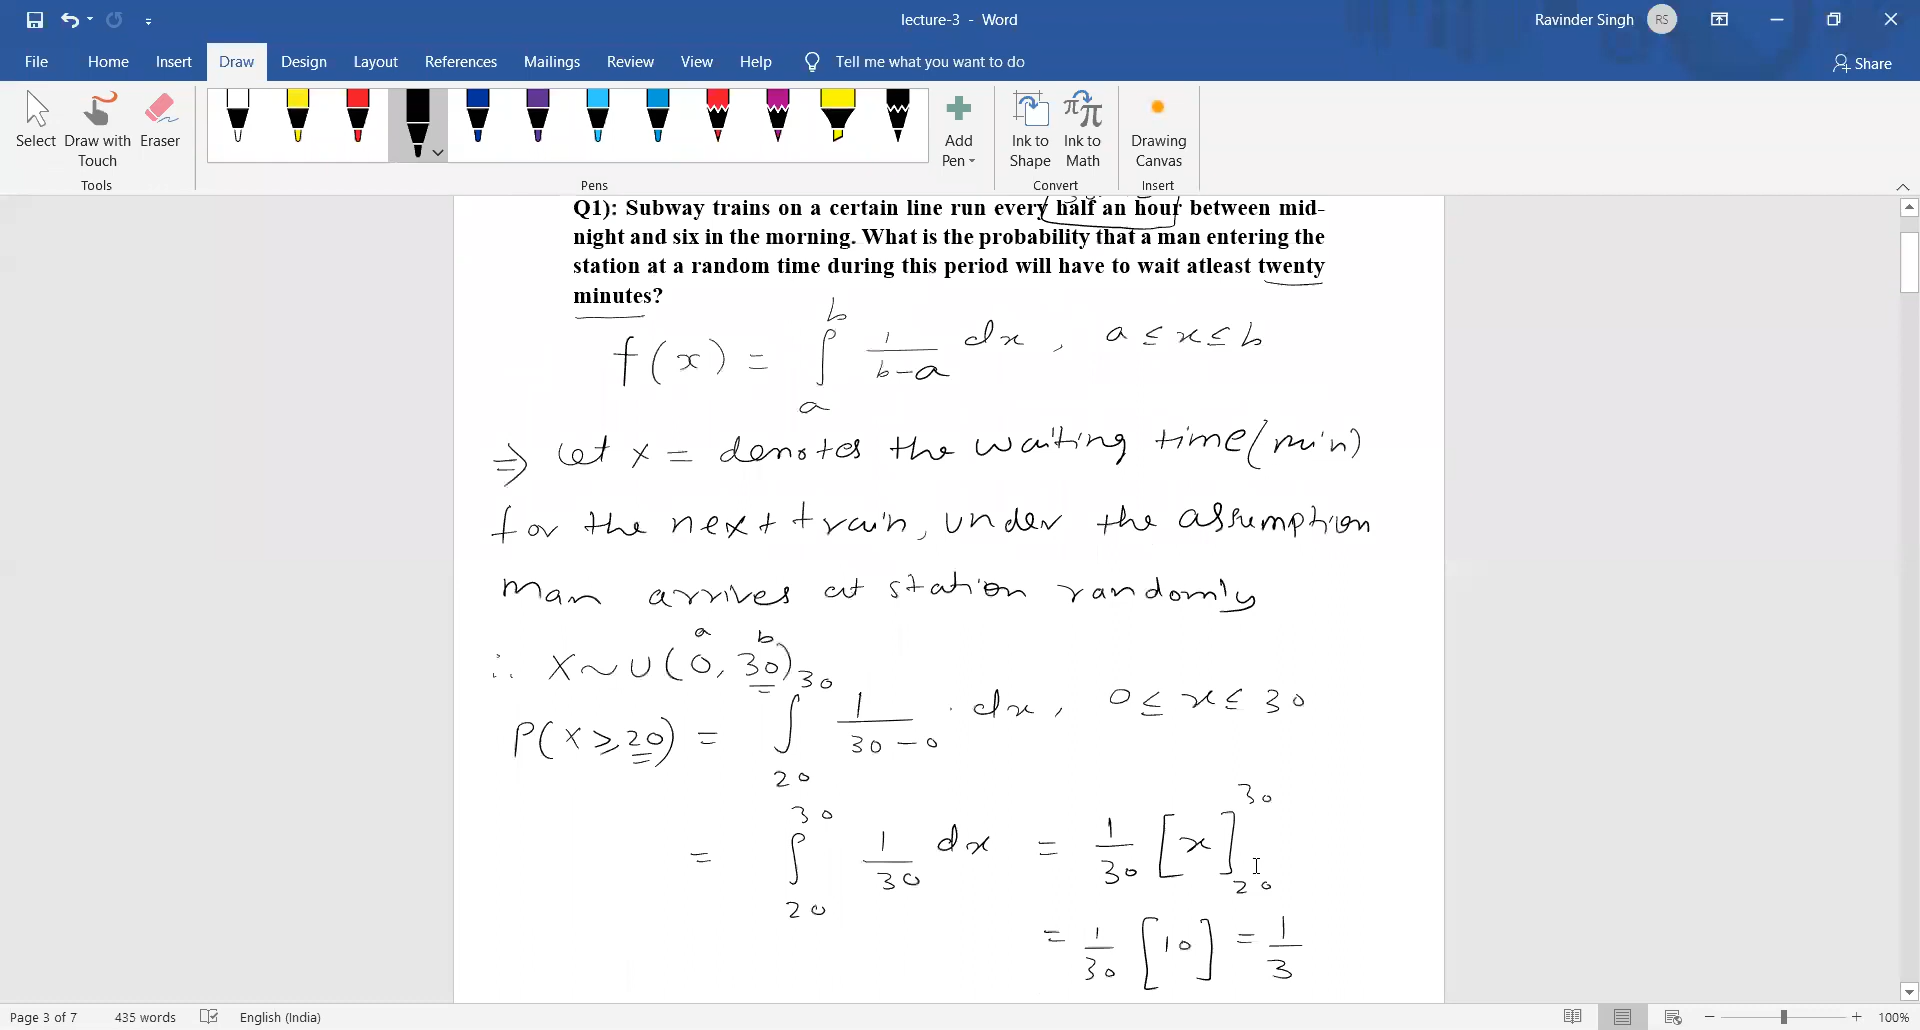 lecture-3 - Word
Ravinder Singh RS
File Home Insert Draw Design Layout References Mailings Review View Help Tell me what you want to do Share
Select Draw with Touch Eraser
Add Pen
Ink to Shape Ink to Math
Drawing Canvas
Tools Pens Convert Insert
Q1): Subway trains on a certain line run every half an hour between mid-
night and six in the morning. What is the probability that a man entering the
station at a random time during this period will have to wait atleast twenty
minutes?
f(x) = ∫_a^b 1/(b-a) dx, a ≤ x ≤ b
⇒ Let X = denotes the waiting time (min)
for the next train, under the assumption
man arrives at station randomly
a b
∴ X ~ U(0, 30)
P(X ≥ 20) = ∫_20^30 1/(30-0) · dx, 0 ≤ x ≤ 30
= ∫_20^30 1/30 dx = 1/30 [x]_20^30
= 1/30 [10] = 1/3
Page 3 of 7 435 words English (India) 100%